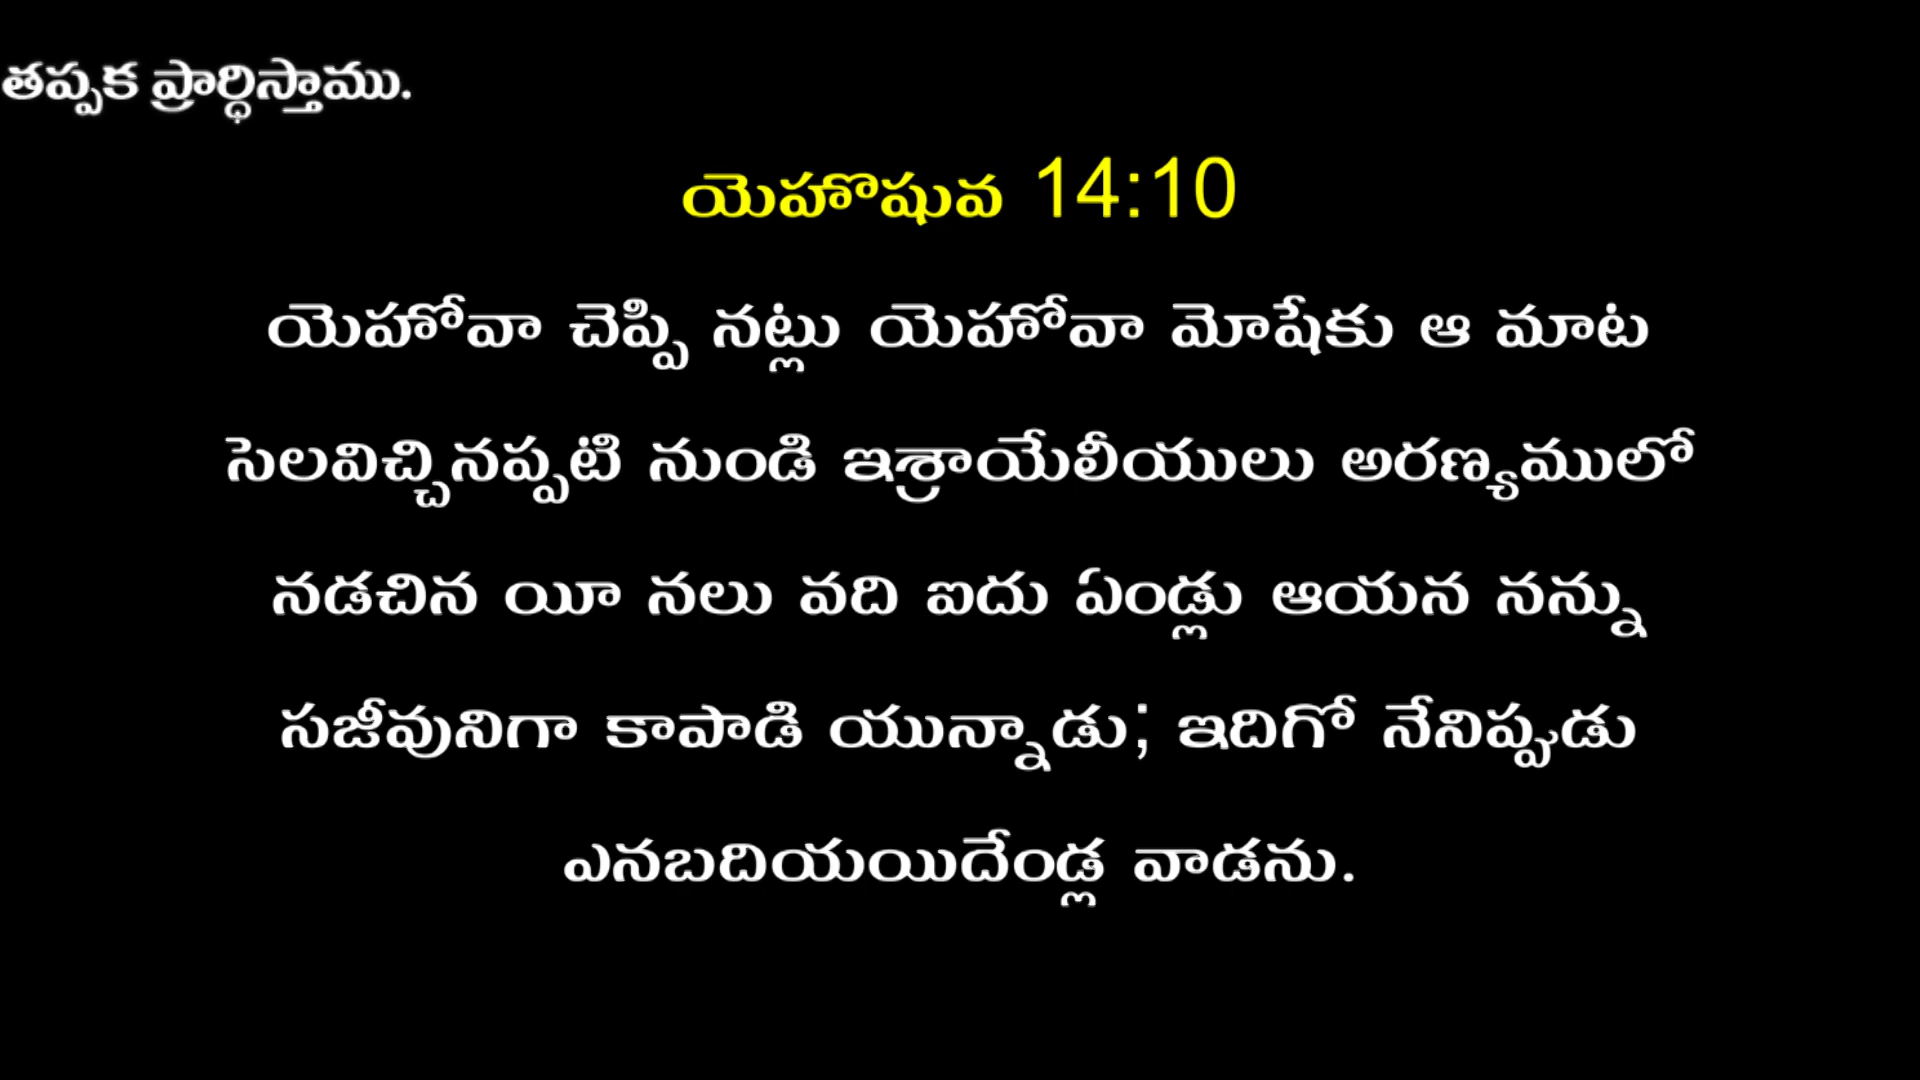 తప్పక ప్రార్ధిస్తాము.
యెహొషువ 14:10
యెహోవా చెప్పి నట్లు యెహోవా మోషేకు ఆ మాట
సెలవిచ్చినప్పటి నుండి ఇశ్రాయేలీయులు అరణ్యములో
నడచిన యీ నలు వది ఐదు ఏండ్లు ఆయన నన్ను
సజీవునిగా కాపాడి యున్నాడు; ఇదిగో నేనిప్పుడు
ఎనబదియయిదేండ్ల వాడను.